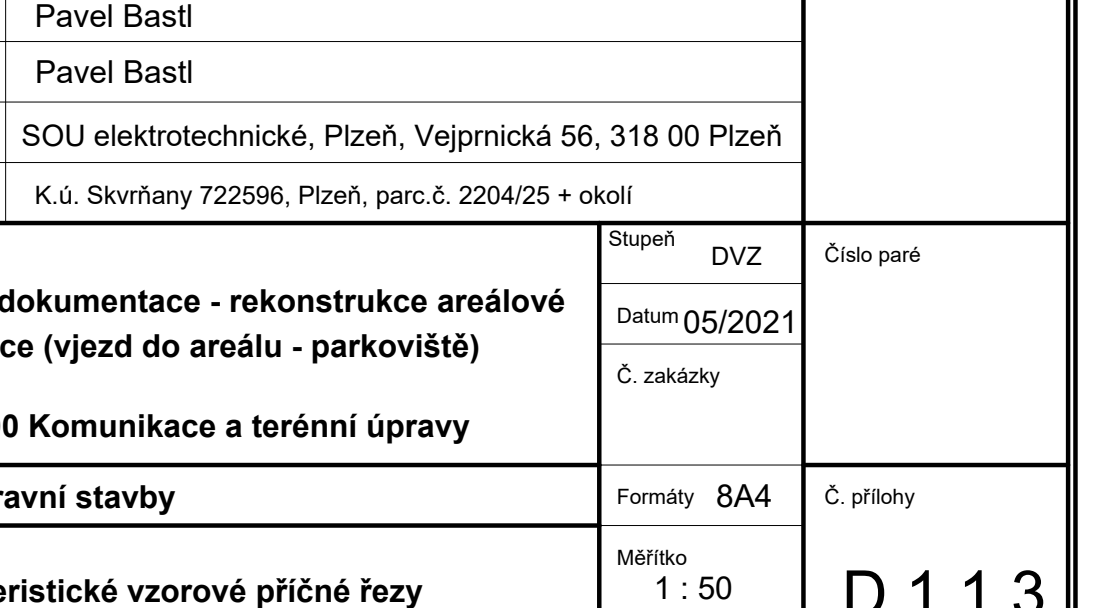 Pavel Bastl
Pavel Bastl
SOU elektrotechnické, Plzeň, Vejprnická 56, 318 00 Plzeň
K.ú. Skvrňany 722596, Plzeň, parc.č. 2204/25 + okolí
dokumentace - rekonstrukce areálové
ce (vjezd do areálu - parkoviště)
0 Komunikace a terénní úpravy
ravní stavby
eristické vzorové příčné řezy
Stupeň DVZ
Datum 05/2021
Č. zakázky
Formáty 8A4
Měřítko
1 : 50
Číslo paré
Č. přílohy
D 1 1 3